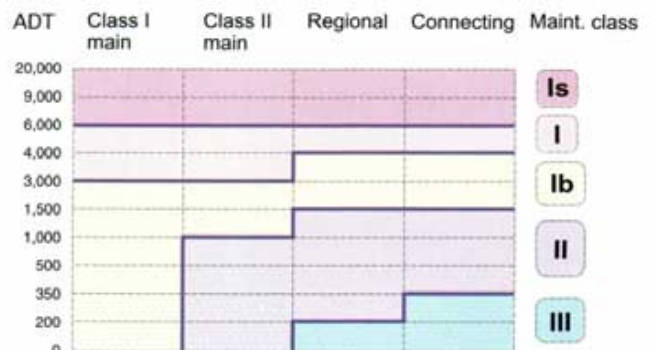 ADT Class I main Class II main Regional Connecting Maint. class
20,000
9,000
Is
6,000
I
4,000
3,000
Ib
1,500
1,000
II
500
350
200
III
0